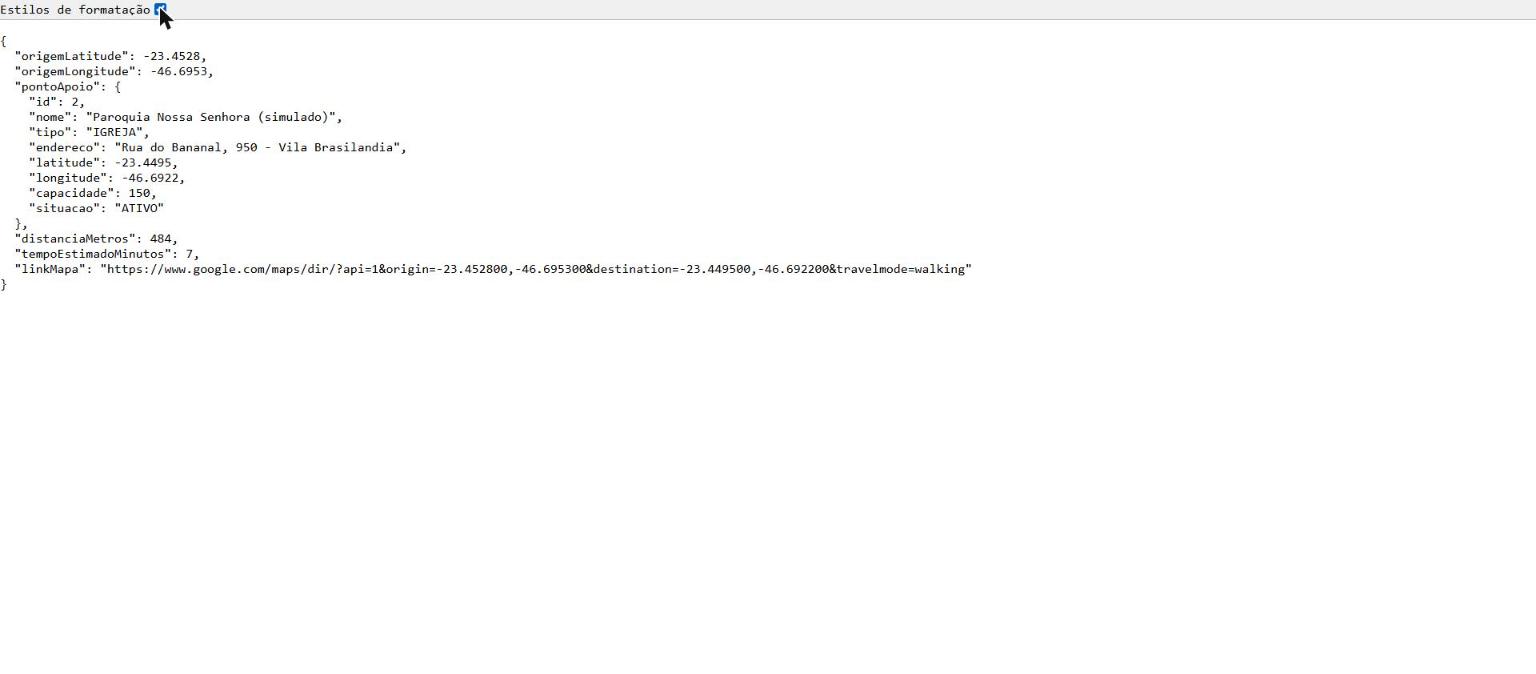 Estilos de formatação
{
  "origemLatitude": -23.4528,
  "origemLongitude": -46.6953,
  "pontoApoio": {
    "id": 2,
    "nome": "Paroquia Nossa Senhora (simulado)",
    "tipo": "IGREJA",
    "endereco": "Rua do Bananal, 950 - Vila Brasilandia",
    "latitude": -23.4495,
    "longitude": -46.6922,
    "capacidade": 150,
    "situacao": "ATIVO"
  },
  "distanciaMetros": 484,
  "tempoEstimadoMinutos": 7,
  "linkMapa": "https://www.google.com/maps/dir/?api=1&origin=-23.452800,-46.695300&destination=-23.449500,-46.692200&travelmode=walking"
}